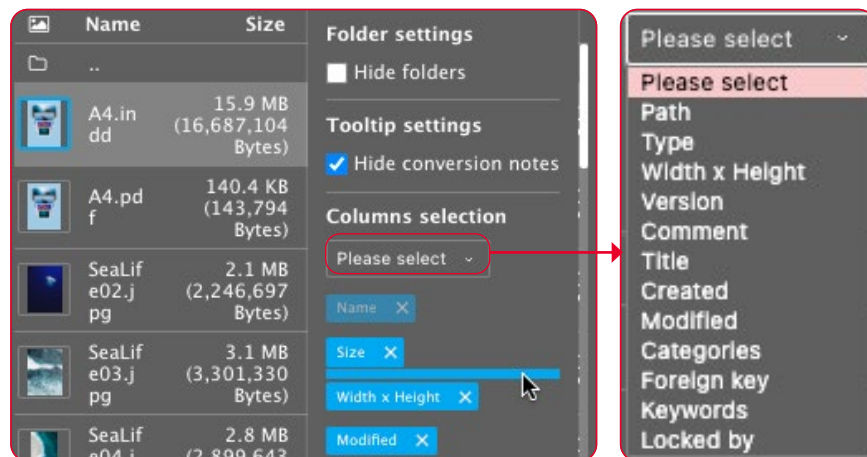 Name Size
..
A4.in
dd
15.9 MB
(16,687,104
Bytes)
A4.pd
f
140.4 KB
(143,794
Bytes)
SeaLif
e02.j
pg
2.1 MB
(2,246,697
Bytes)
SeaLif
e03.j
pg
3.1 MB
(3,301,330
Bytes)
SeaLif
e04.j
2.8 MB
(2,899,643
Folder settings
Hide folders
Tooltip settings
Hide conversion notes
Columns selection
Please select
Name ×
Size ×
Width x Height ×
Modified ×
Please select
Please select
Path
Type
Width x Height
Version
Comment
Title
Created
Modified
Categories
Foreign key
Keywords
Locked by